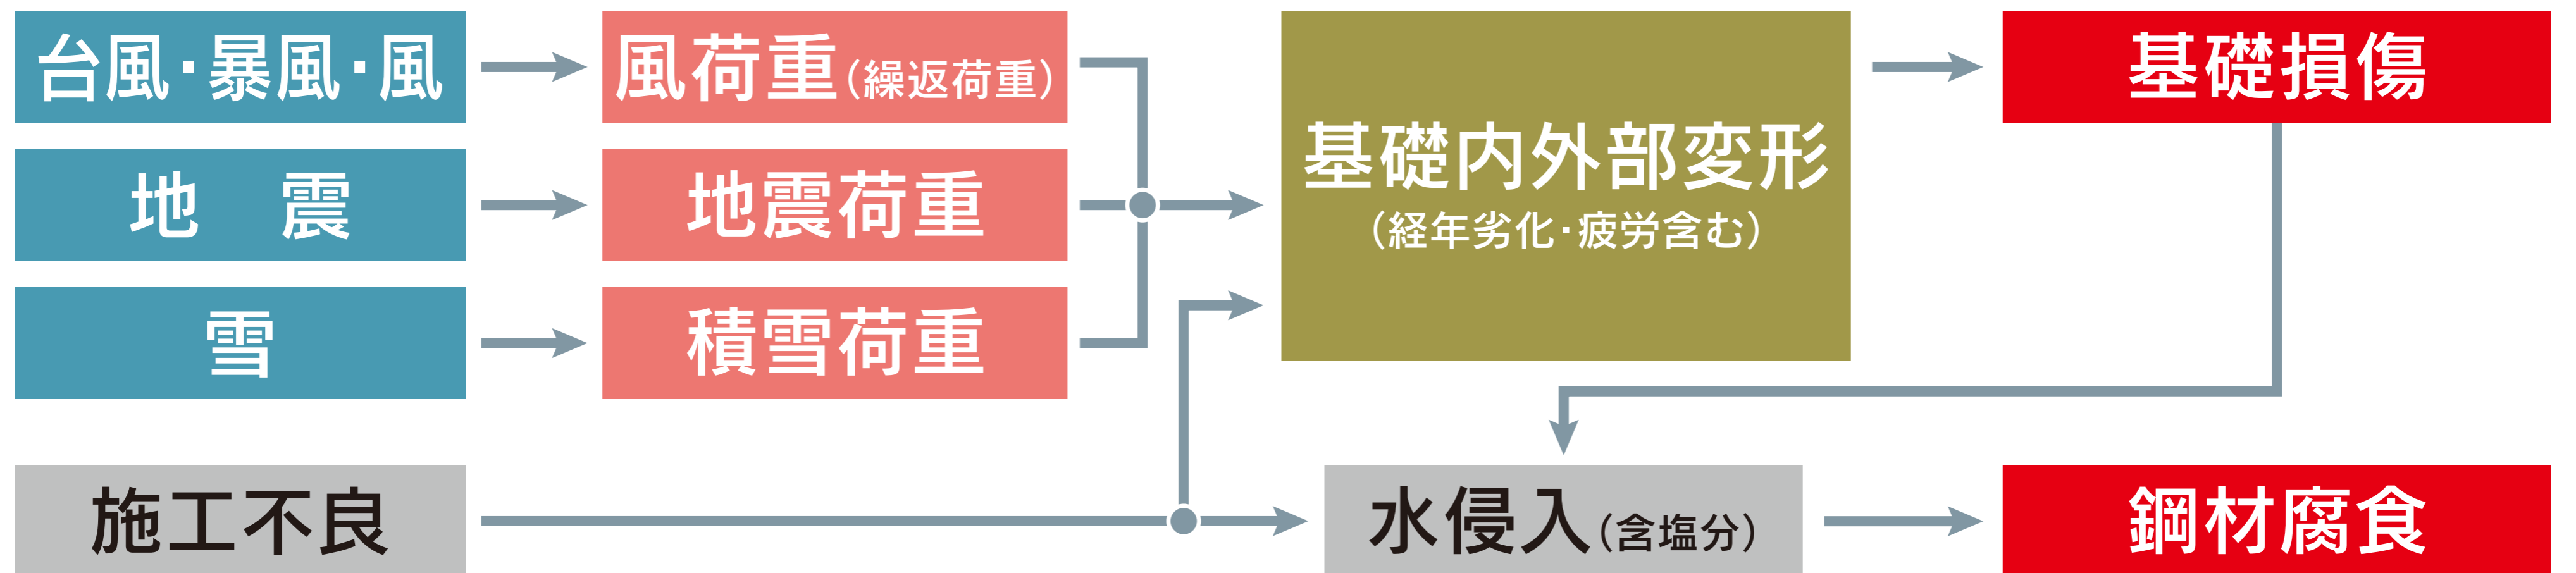 台風・暴風・風
風荷重(繰返荷重)
地　震
地震荷重
雪
積雪荷重
基礎内外部変形
(経年劣化・疲労含む)
基礎損傷
施工不良
水侵入(含塩分)
鋼材腐食